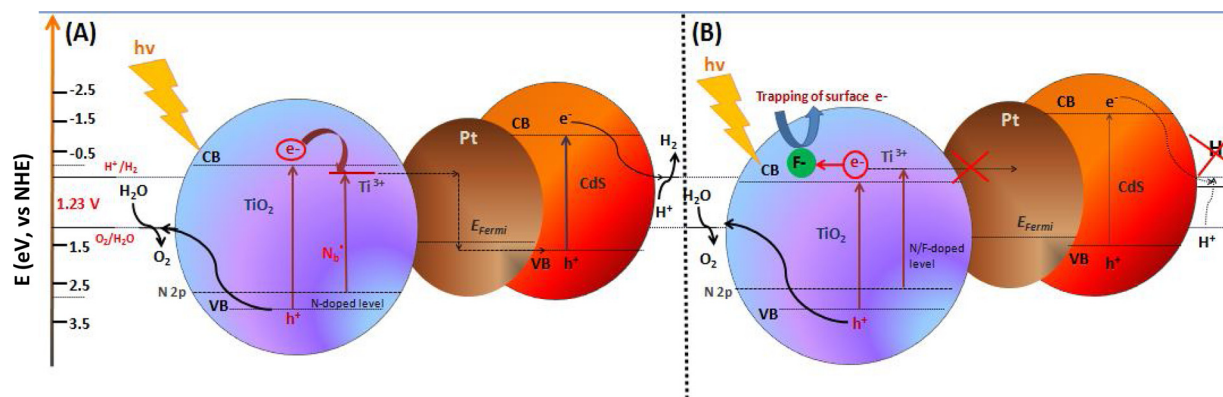 (A)
hν
-2.5
-1.5
-0.5
H⁺/H₂
1.23 V
O₂/H₂O
1.5
2.5
3.5
E (eV, vs NHE)
H₂O
O₂
CB
e-
Ti 3+
TiO₂
N_b^•
N 2p
N-doped level
VB
h⁺
Pt
E_Fermi
CB
e⁻
CdS
VB
h⁺
H₂
H⁺
(B)
hν
Trapping of surface e-
F-
e-
Ti 3+
CB
H₂O
O₂
TiO₂
N/F-doped
level
N 2p
VB
h⁺
Pt
E_Fermi
CB
e⁻
CdS
VB
h⁺
H⁺